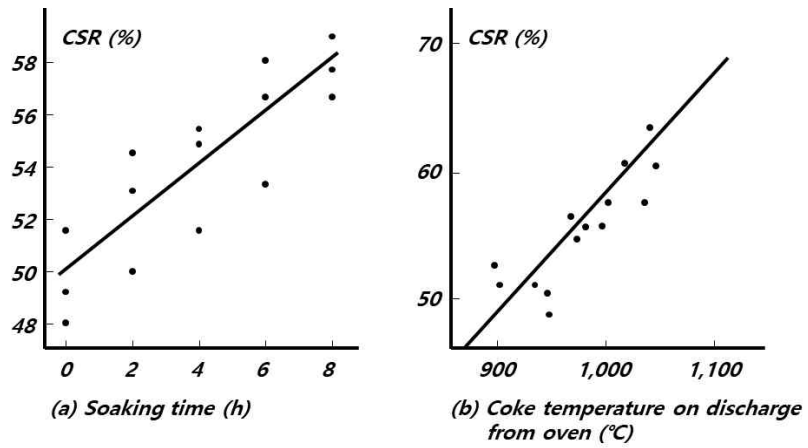 CSR (%)
58
56
54
52
50
48
0 2 4 6 8
(a) Soaking time (h)
CSR (%)
70
60
50
900 1,000 1,100
(b) Coke temperature on discharge
from oven (℃)